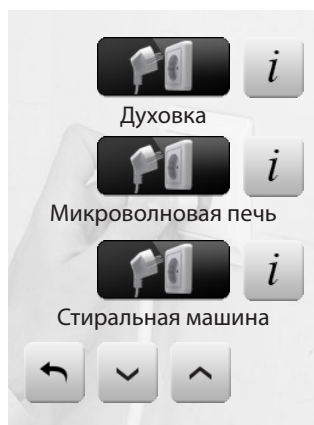 i
Духовка
i
Микроволновая печь
i
Стиральная машина